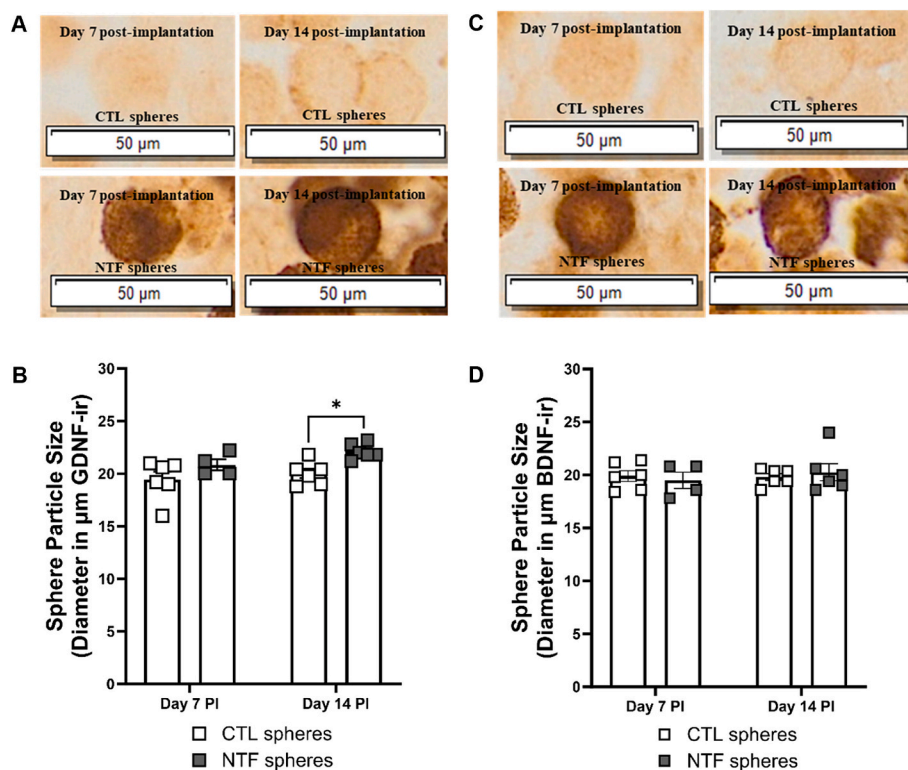 A
Day 7 post-implantation
Day 14 post-implantation
CTL spheres
CTL spheres
50 µm
50 µm
Day 7 post-implantation
Day 14 post-implantation
NTF spheres
NTF spheres
50 µm
50 µm
C
Day 7 post-implantation
Day 14 post-implantation
CTL spheres
CTL spheres
50 µm
50 µm
Day 7 post-implantation
Day 14 post-implantation
NTF spheres
NTF spheres
50 µm
50 µm
B
Sphere Particle Size
(Diameter in µm GDNF-ir)
30
25
20
15
10
5
0
*
Day 7 PI
Day 14 PI
CTL spheres
NTF spheres
D
Sphere Particle Size
(Diameter in µm BDNF-ir)
30
25
20
15
10
5
0
Day 7 PI
Day 14 PI
CTL spheres
NTF spheres